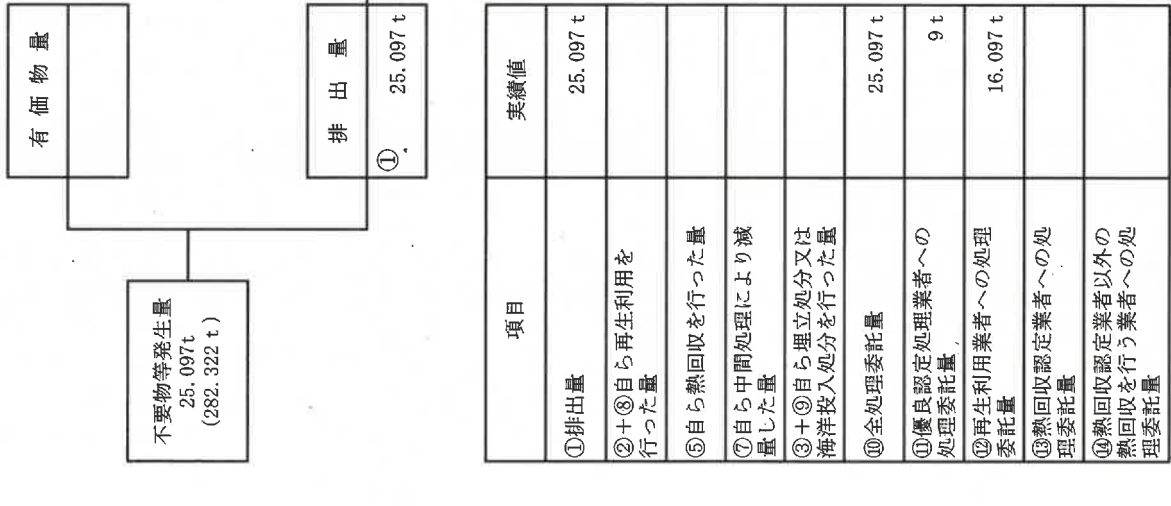 有価物量
不要物等発生量
25.097t
(282.322 t)
排出量
①
25.097 t
項目
実績値
①排出量
25.097 t
②+⑧自ら再生利用を
行った量
⑤自ら熱回収を行った量
⑦自ら中間処理により減
量した量
③+⑨自ら埋立処分又は
海洋投入処分を行った量
⑩全処理委託量
25.097 t
⑪優良認定処理業者への
処理委託量
9 t
⑫再生利用業者への処理
委託量
16.097 t
⑬熱回収認定業者への処
理委託量
⑭熱回収認定業者以外の
熱回収を行う業者への処
理委託量